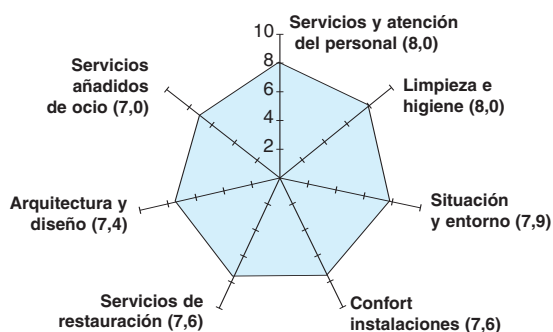 10
8
6
4
2
Servicios y atención
del personal (8,0)
Limpieza e
higiene (8,0)
Situación
y entorno (7,9)
Confort
instalaciones (7,6)
Servicios de
restauración (7,6)
Arquitectura y
diseño (7,4)
Servicios
añadidos
de ocio (7,0)